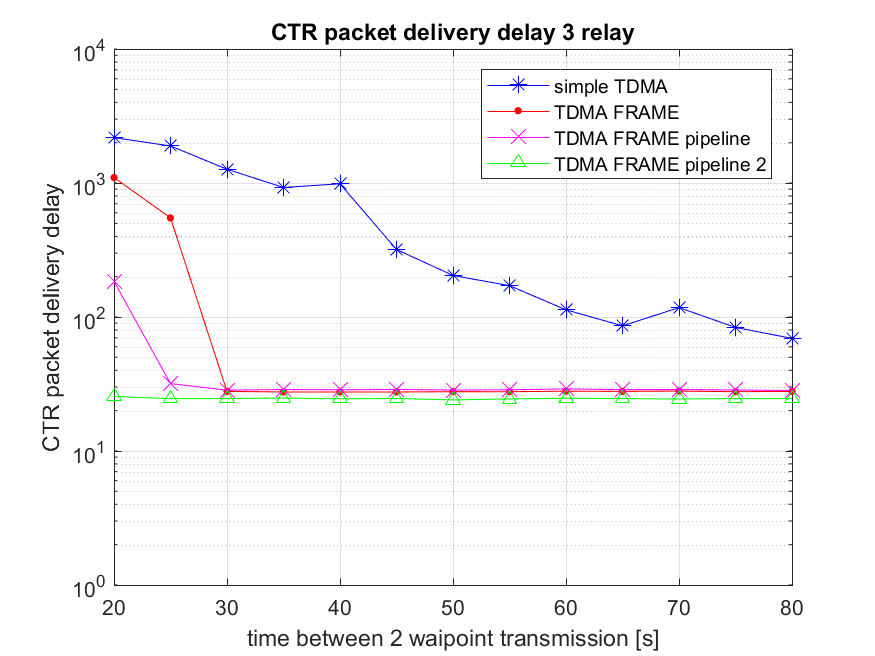 CTR packet delivery delay 3 relay
10^4
10^3
10^2
10^1
10^0
CTR packet delivery delay
simple TDMA
TDMA FRAME
TDMA FRAME pipeline
TDMA FRAME pipeline 2
20 30 40 50 60 70 80
time between 2 waipoint transmission [s]